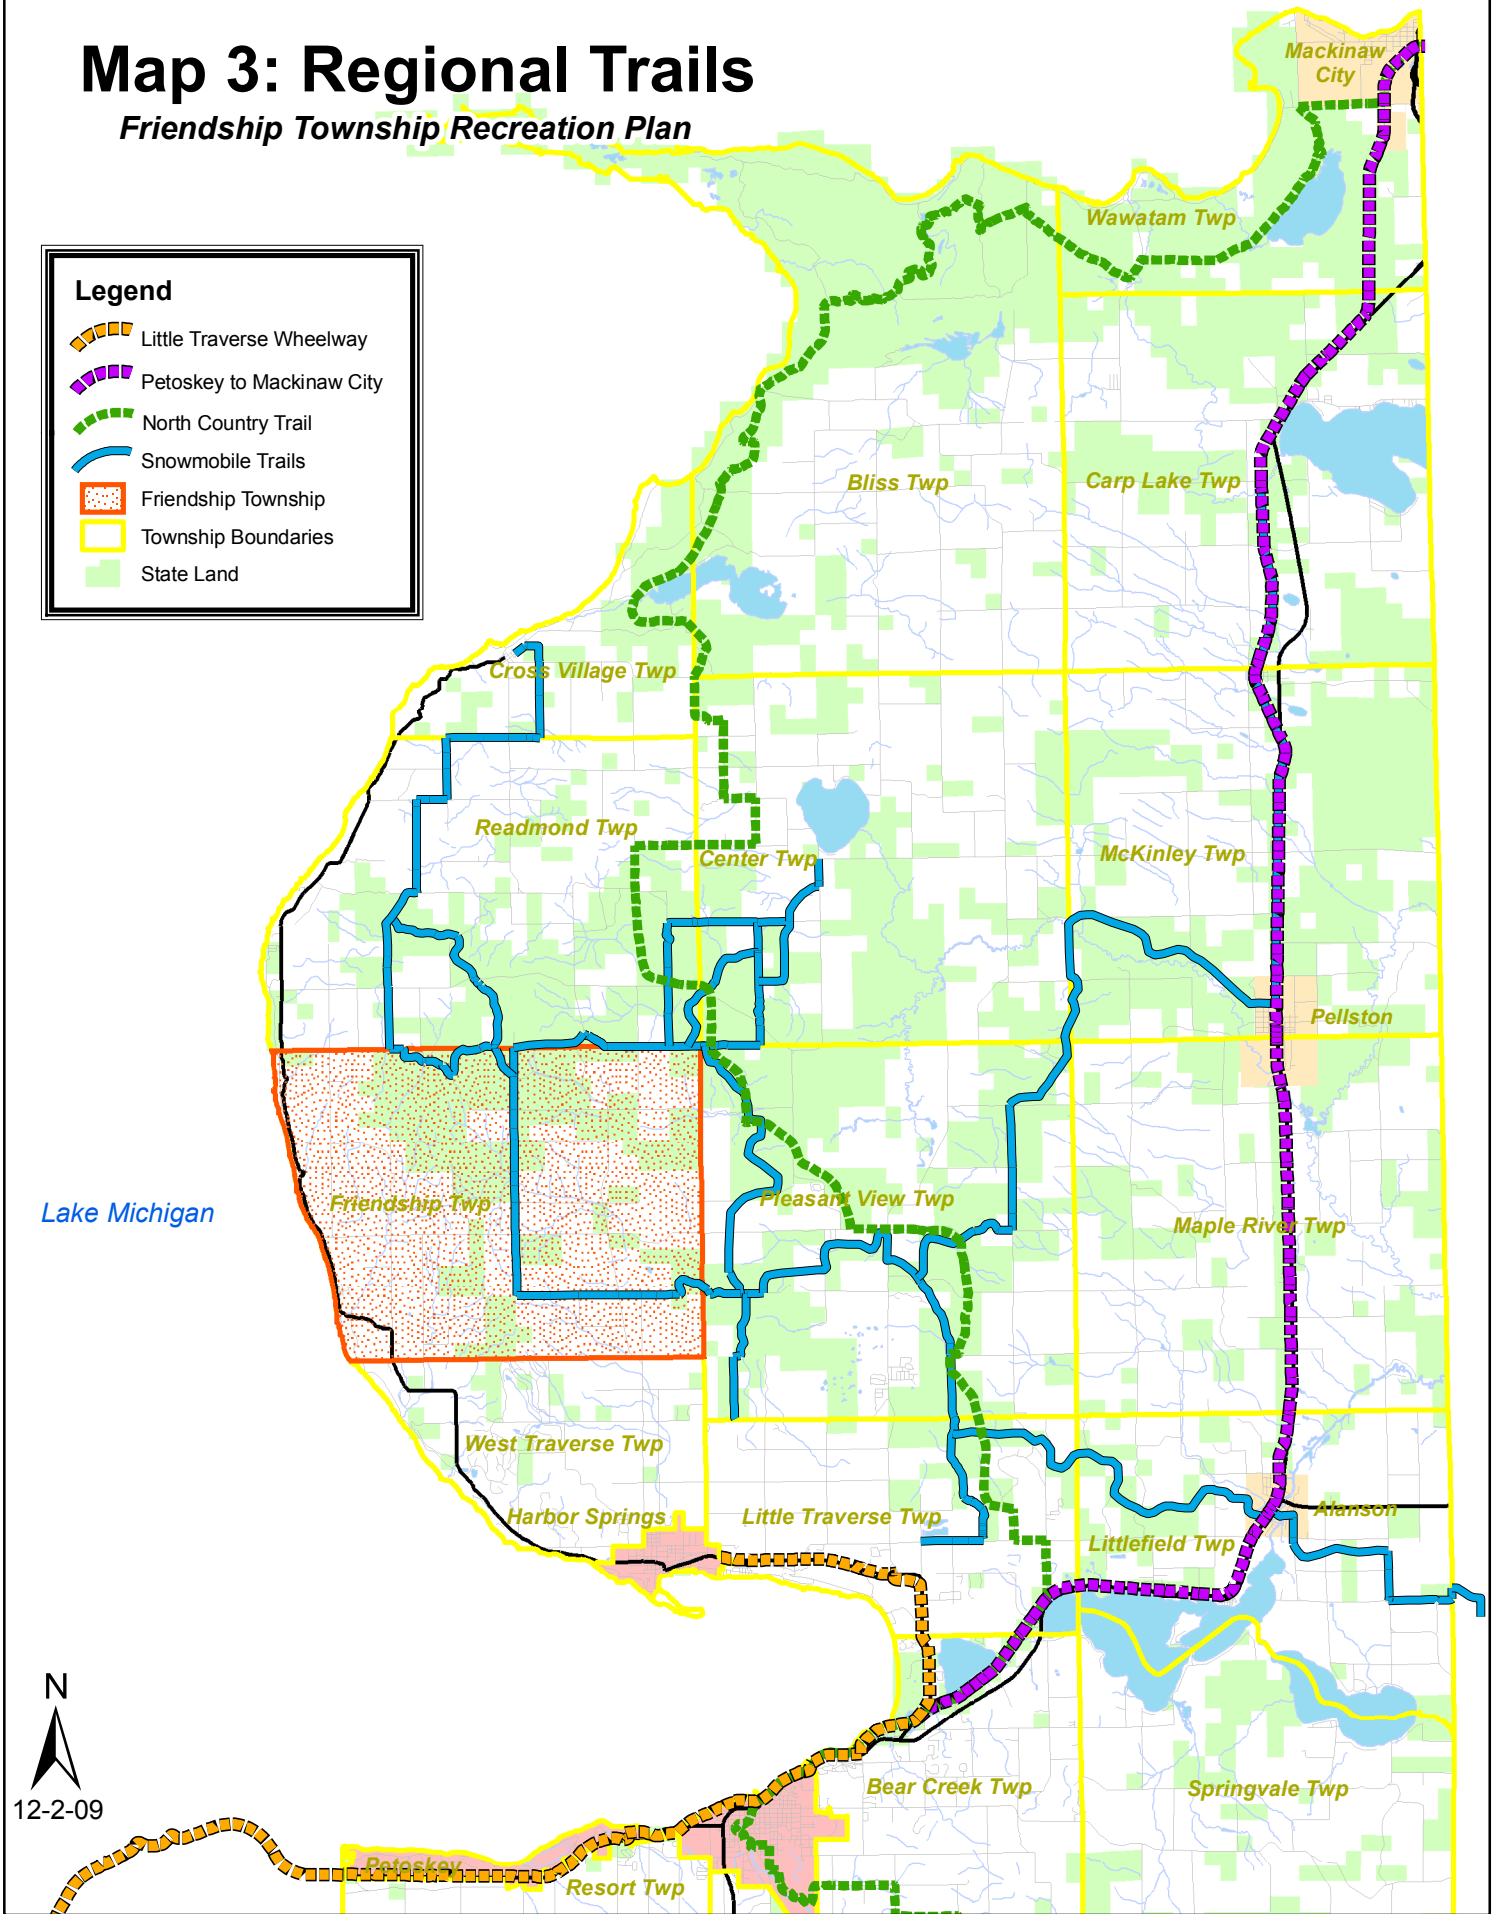 Map 3: Regional Trails
Friendship Township Recreation Plan
Legend
Little Traverse Wheelway
Petoskey to Mackinaw City
North Country Trail
Snowmobile Trails
Friendship Township
Township Boundaries
State Land
Mackinaw
City
Wawatam Twp
Bliss Twp
Carp Lake Twp
Cross Village Twp
Readmond Twp
Center Twp
McKinley Twp
Pellston
Friendship Twp
Pleasant View Twp
Maple River Twp
Lake Michigan
West Traverse Twp
Harbor Springs
Little Traverse Twp
Alanson
Littlefield Twp
N
12-2-09
Bear Creek Twp
Springvale Twp
Petoskey
Resort Twp